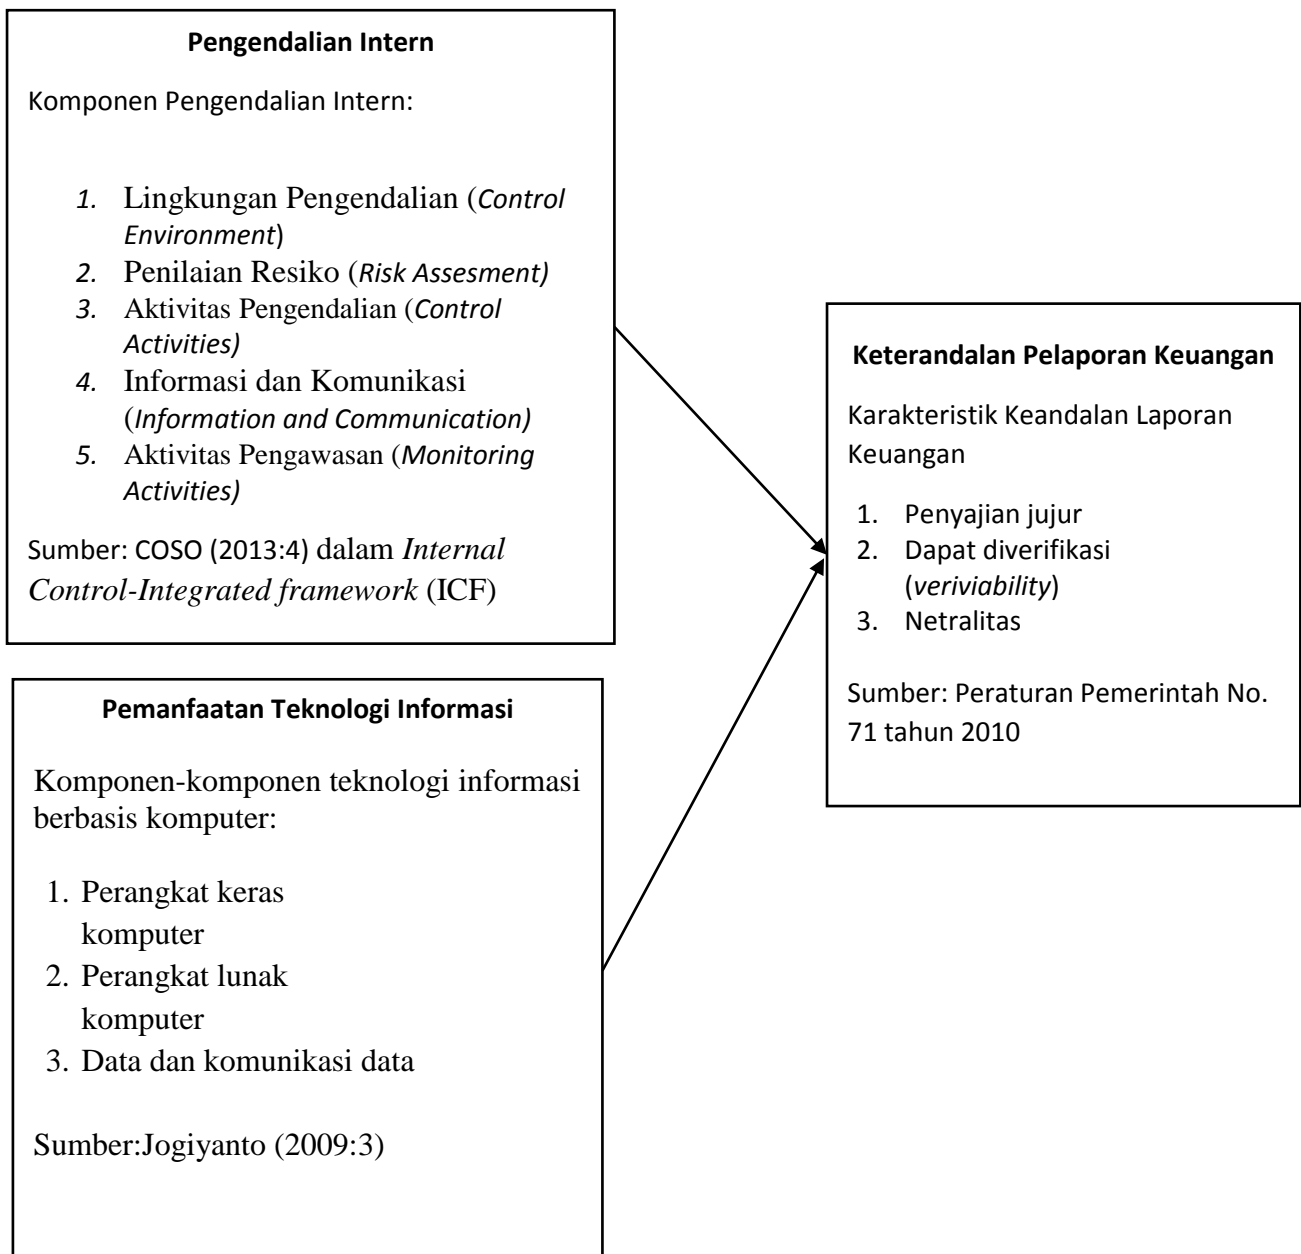 Pengendalian Intern
Komponen Pengendalian Intern:
1. Lingkungan Pengendalian (Control
Environment)
2. Penilaian Resiko (Risk Assesment)
3. Aktivitas Pengendalian (Control
Activities)
4. Informasi dan Komunikasi
(Information and Communication)
5. Aktivitas Pengawasan (Monitoring
Activities)
Sumber: COSO (2013:4) dalam Internal
Control-Integrated framework (ICF)
Pemanfaatan Teknologi Informasi
Komponen-komponen teknologi informasi
berbasis komputer:
1. Perangkat keras
komputer
2. Perangkat lunak
komputer
3. Data dan komunikasi data
Sumber:Jogiyanto (2009:3)
Keterandalan Pelaporan Keuangan
Karakteristik Keandalan Laporan
Keuangan
1. Penyajian jujur
2. Dapat diverifikasi
(veriviability)
3. Netralitas
Sumber: Peraturan Pemerintah No.
71 tahun 2010